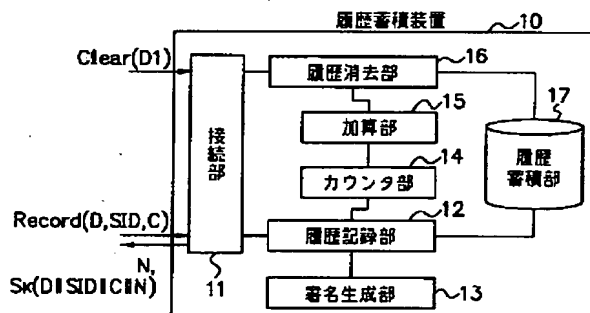 履歴蓄積装置
10
Clear(D1)
16
履歴消去部
15
17
加算部
接続部
14
履歴
蓄積部
カウンタ部
12
Record(D,SID,C)
履歴記録部
N,
SK(D‖SID‖C‖N)
11
署名生成部
13